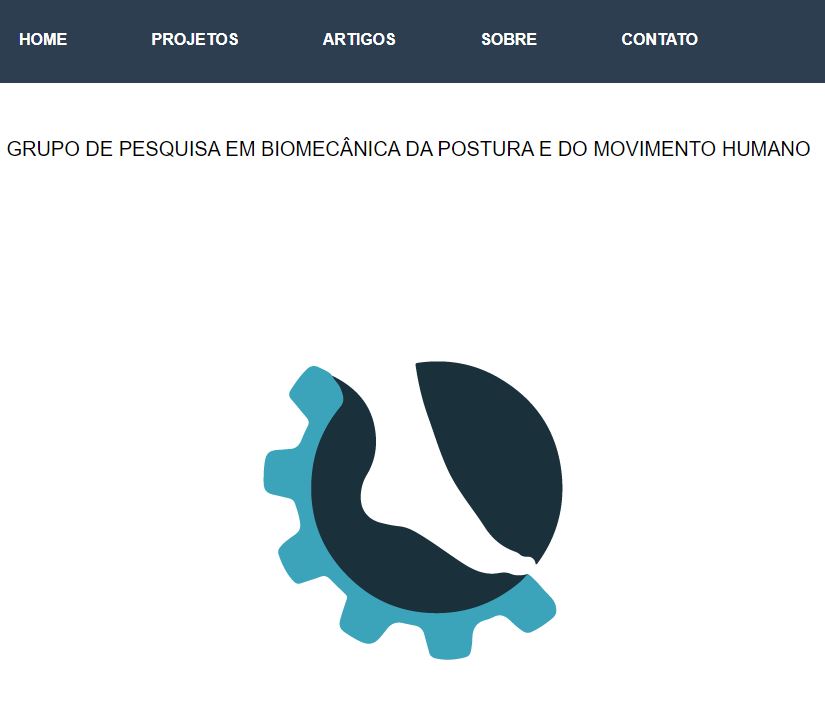 HOME PROJETOS ARTIGOS SOBRE CONTATO
GRUPO DE PESQUISA EM BIOMECÂNICA DA POSTURA E DO MOVIMENTO HUMANO